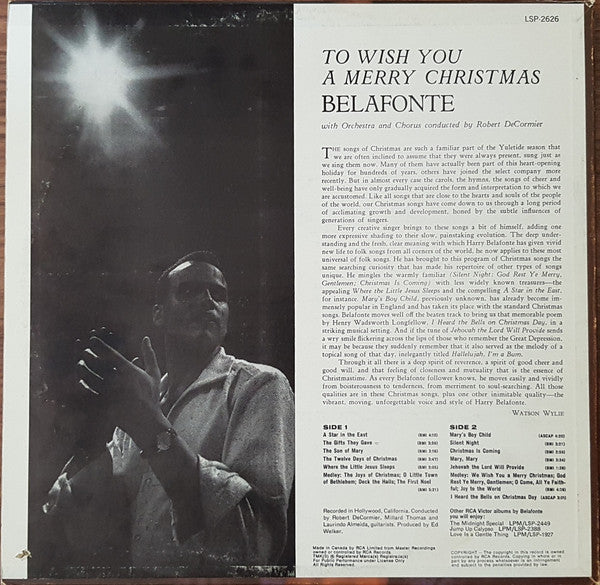 LSP-2626
TO WISH YOU
A MERRY CHRISTMAS
BELAFONTE
with Orchestra and Chorus conducted by Robert DeCormier
THE songs of Christmas are such a familiar part of the Yuletide season that
we are often inclined to assume that they were always present, sung just as
we sing them now. Many of them have actually been part of this heart-opening
holiday for hundreds of years, others have joined the select company more
recently. But in almost every case the carols, the hymns, the songs of cheer and
well-being have only gradually acquired the form and interpretation to which we
are accustomed. Like all songs that are close to the hearts and souls of the people
of the world, our Christmas songs have come down to us through a long period
of acclimating growth and development, honed by the subtle influences of
generations of singers.
Every creative singer brings to these songs a bit of himself, adding one
more expressive shading to their slow, painstaking evolution. The deep under-
standing and the fresh, clear meaning with which Harry Belafonte has given vivid
new life to folk songs from all corners of the world, he now applies to these most
universal of folk songs. He has brought to this program of Christmas songs the
same searching curiosity that has made his repertoire of other types of songs
unique. He mingles the warmly familiar (Silent Night; God Rest Ye Merry,
Gentlemen; Christmas Is Coming) with less widely known treasures—the
appealing Where the Little Jesus Sleeps and the compelling A Star in the East,
for instance. Mary's Boy Child, previously unknown, has already become im-
mensely popular in England and has taken its place with the standard Christmas
songs. Belafonte moves well off the beaten track to bring us that memorable poem
by Henry Wadsworth Longfellow, I Heard the Bells on Christmas Day, in a
striking musical setting. And if the tune of Jehovah the Lord Will Provide sends
a wry smile flickering across the lips of those who remember the Great Depression,
it may be because they suddenly remember that it also served as the melody of a
topical song of that day, inelegantly titled Hallelujah, I'm a Bum.
Through it all there is a deep spirit of reverence, a spirit of good cheer and
good will, and that feeling of closeness and mutuality that is the essence of
Christmastime. As every Belafonte follower knows, he moves easily and vividly
from boisterousness to tenderness, from merriment to soul-searching. All those
qualities are in these Christmas songs, plus one other inimitable quality—the
vibrant, moving, unforgettable voice and style of Harry Belafonte.
WATSON WYLIE
SIDE 1
A Star in the East
The Gifts They Gave
The Son of Mary
The Twelve Days of Christmas
Where the Little Jesus Sleeps
Medley: The Joys of Christmas; O Little Town
of Bethlehem; Deck the Halls; The First Noel
SIDE 2
Mary's Boy Child
Silent Night
Christmas Is Coming
Mary, Mary
Jehovah the Lord Will Provide
Medley: We Wish You a Merry Christmas; God
Rest Ye Merry, Gentlemen; O Come, All Ye Faith-
ful; Joy to the World
I Heard the Bells on Christmas Day
Recorded in Hollywood, California. Conducted
by Robert DeCormier, Millard Thomas and
Laurindo Almeida, guitarists. Produced by Ed
Welker.
Other RCA Victor albums by Belafonte
you will enjoy:
The Midnight Special LPM/LSP-2449
Jump Up Calypso LPM/LSP-2388
Love Is a Gentle Thing LPM/LSP-1927
Made in Canada by RCA Limited from Master Recordings
owned or controlled by RCA Records.
For Public Performance under License Only
All Rights Reserved